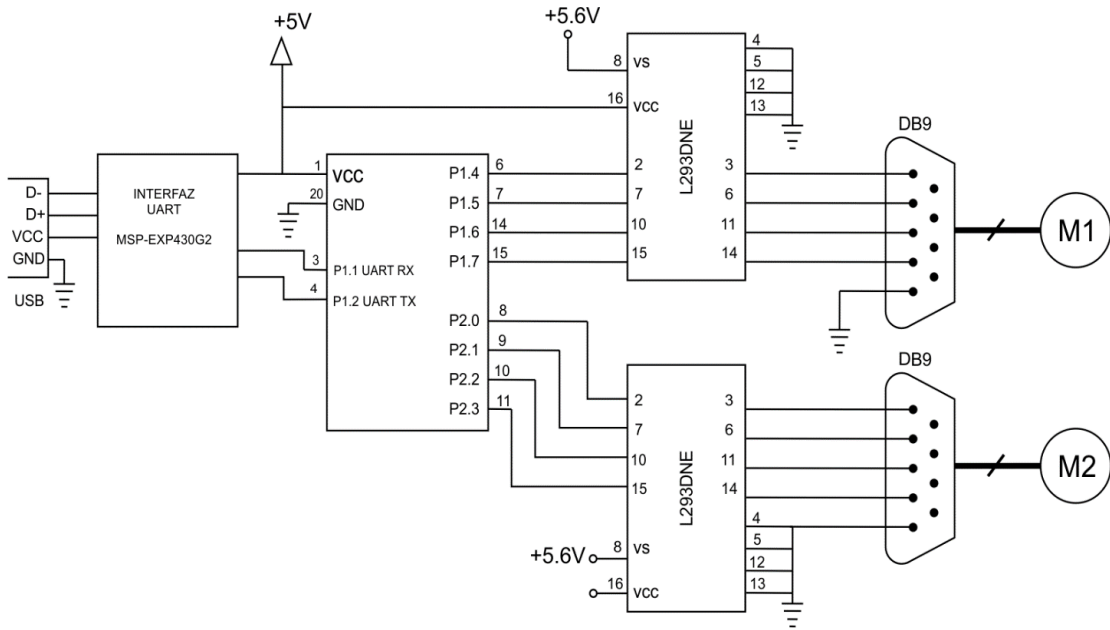 +5V
+5.6V
8 VS
16 VCC
L293DNE
4
5
12
13
2
7
10
15
3
6
11
14
DB9
M1
D-
D+
VCC
GND
USB
INTERFAZ
UART
MSP-EXP430G2
1 VCC
20 GND
3 P1.1 UART RX
4 P1.2 UART TX
P1.4 6
P1.5 7
P1.6 14
P1.7 15
P2.0 8
P2.1 9
P2.2 10
P2.3 11
2
7
10
15
+5.6V 8 VS
16 VCC
L293DNE
3
6
11
14
4
5
12
13
DB9
M2